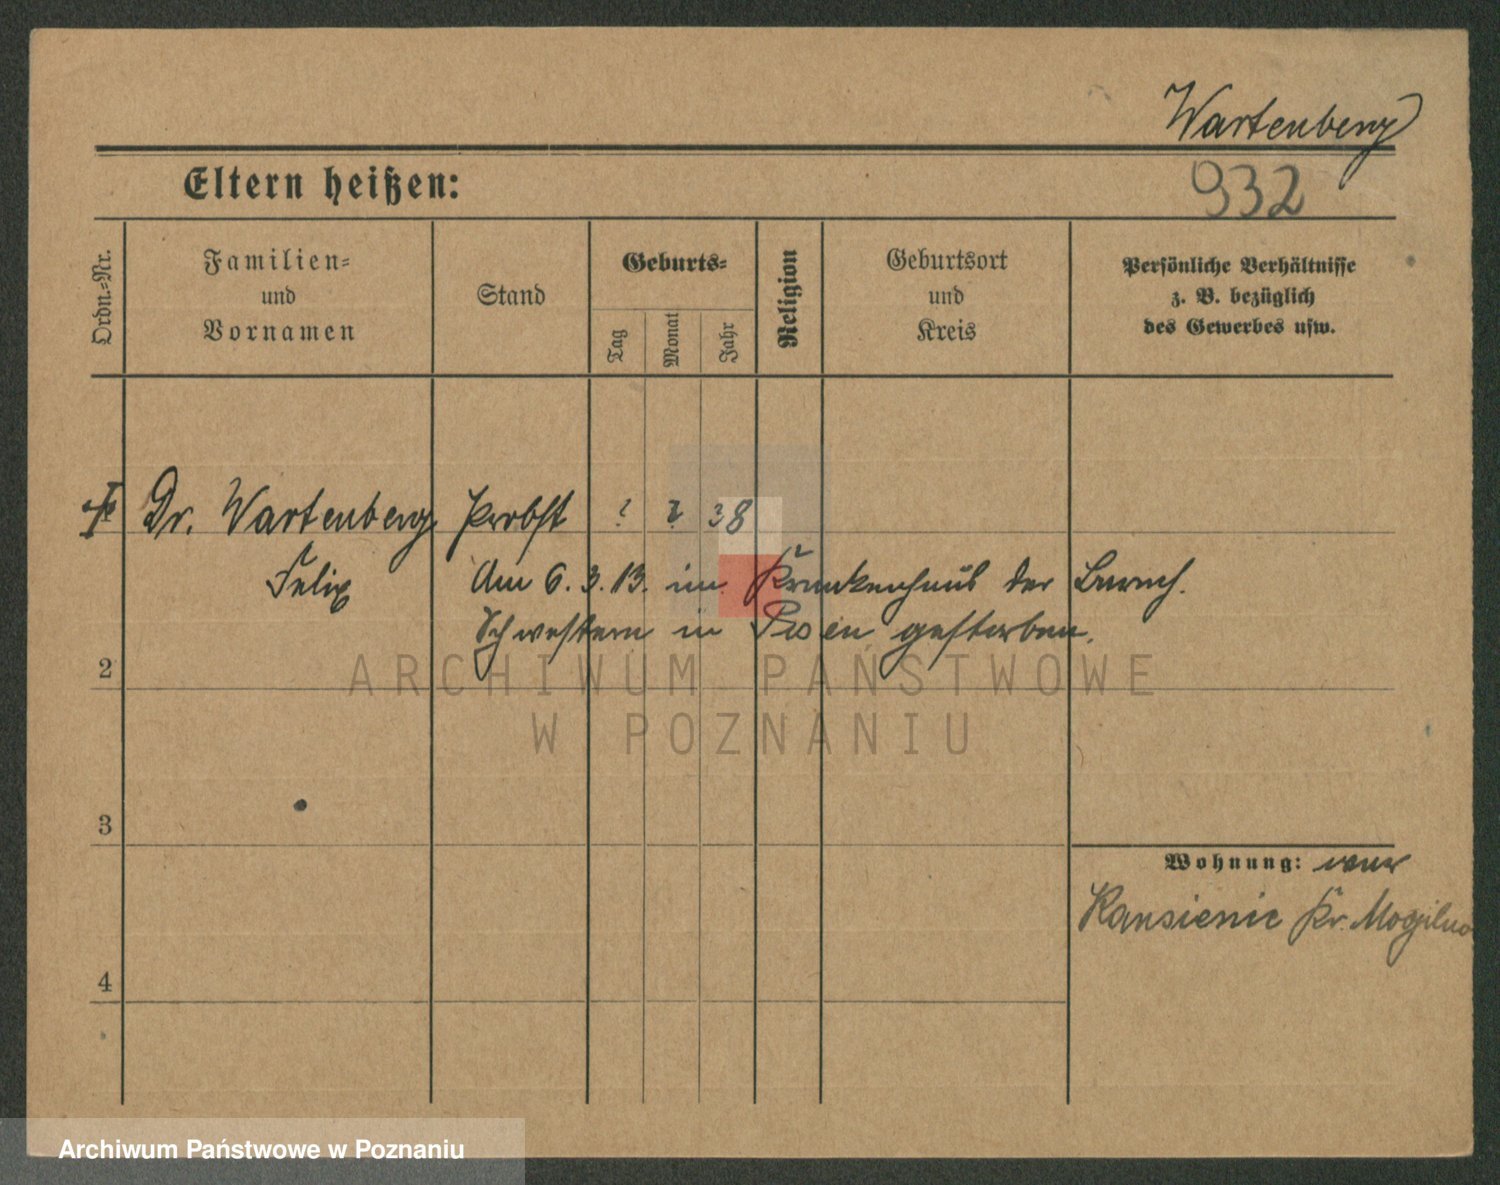 Wartenberg
Eltern heißen:
932
Ordn.-Nr.
Familien-
und
Vornamen
Stand
Geburts-
Tag
Monat
Jahr
Religion
Geburtsort
und
Kreis
Persönliche Verhältnisse
z. B. bezüglich
des Gewerbes usw.
1 Dr. Wartenberg Probst ? ? 38
Felix Am 6. 3. 13. im Krankenhaus der Barmh.
Schwestern in Posen gestorben.
2
ARCHIWUM PAŃSTWOWE
W POZNANIU
3
Wohnung: war
Kr. Mogilno
4
Archiwum Państwowe w Poznaniu